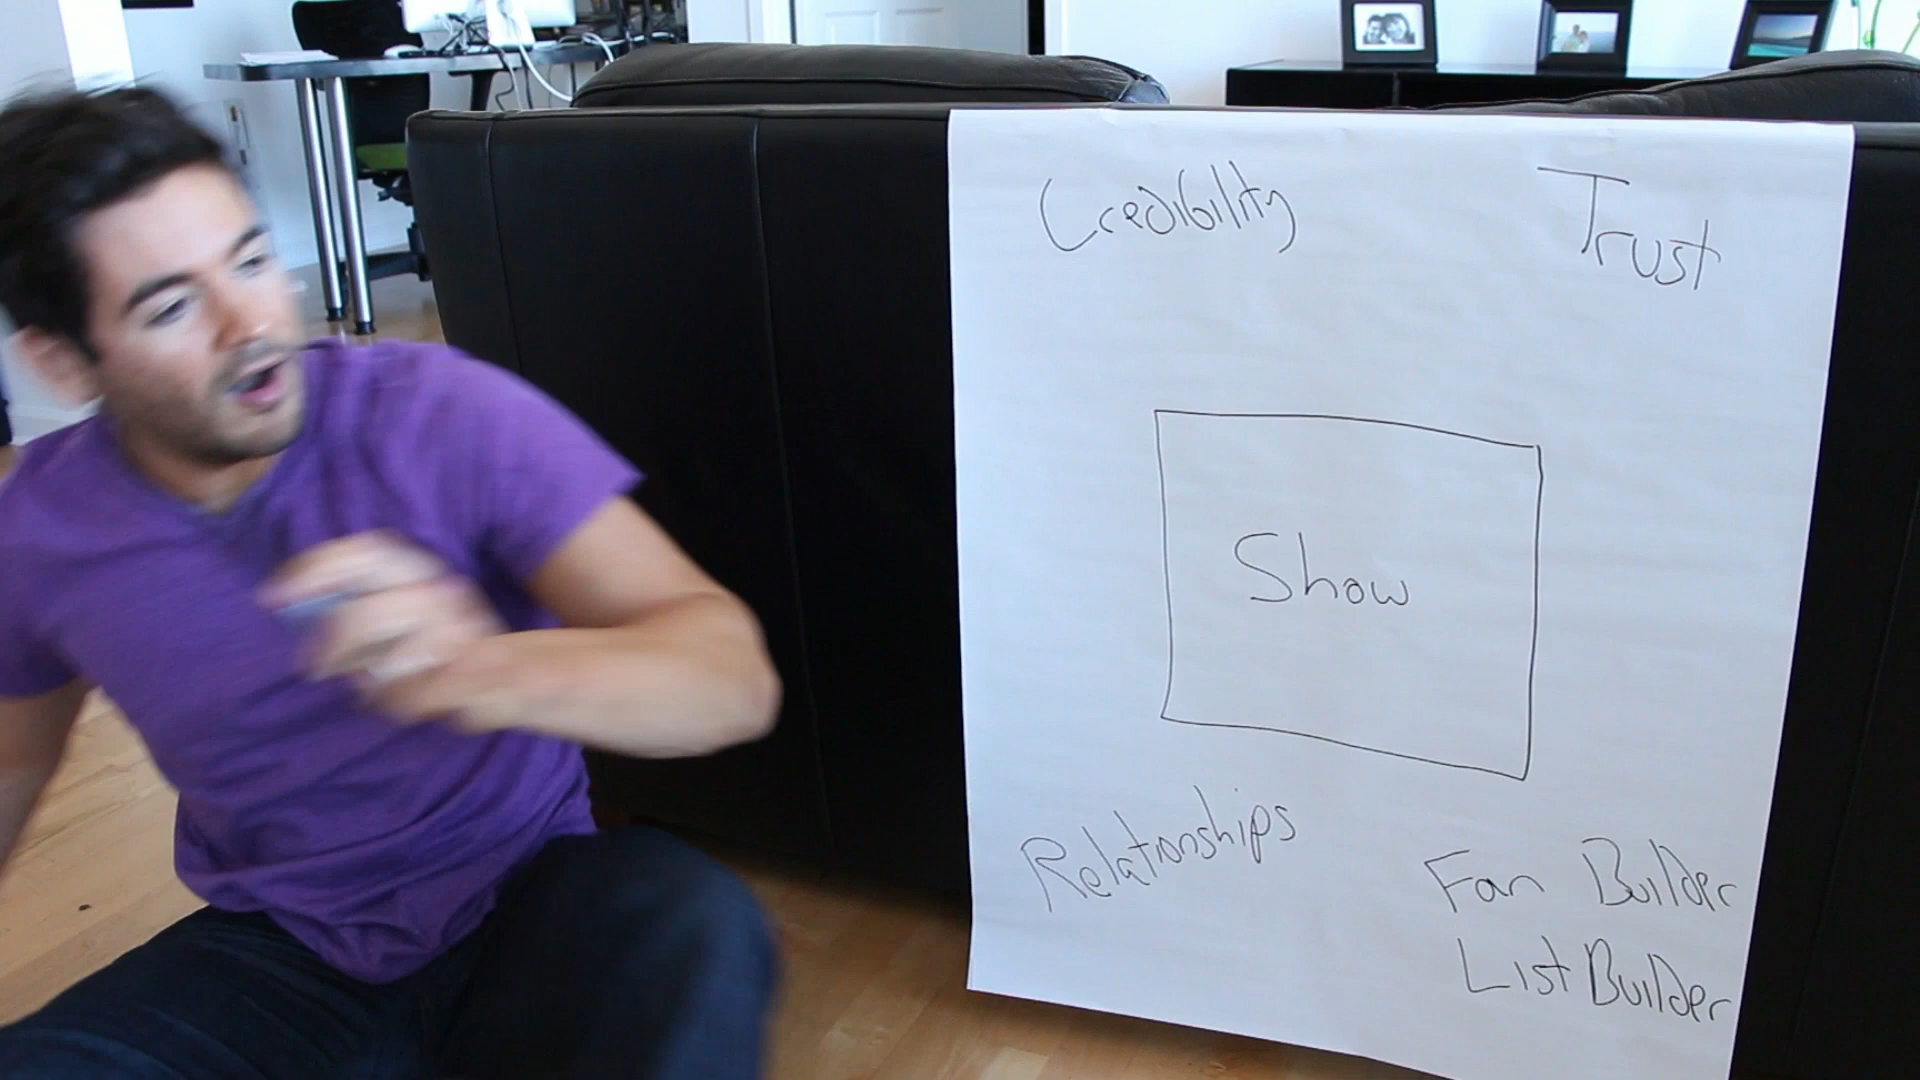 Credibility
Trust
Show
Relationships
Fan Builder
List Builder